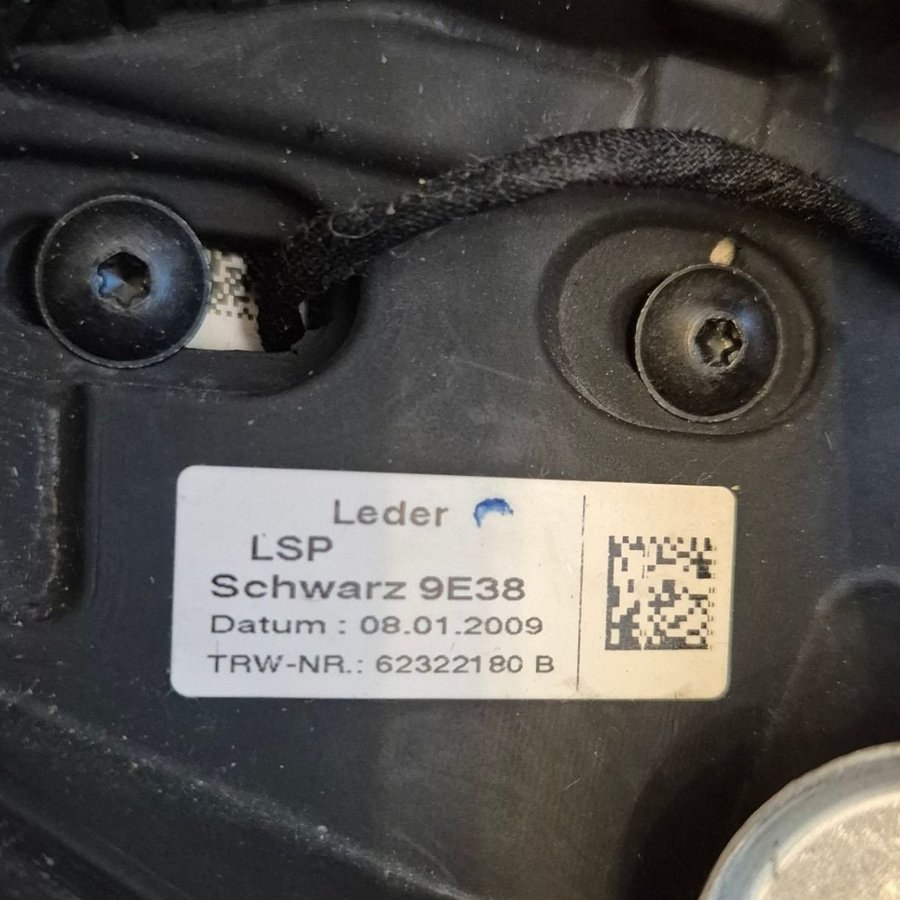 Leder
LSP
Schwarz 9E38
Datum : 08.01.2009
TRW-NR.: 62322180 B